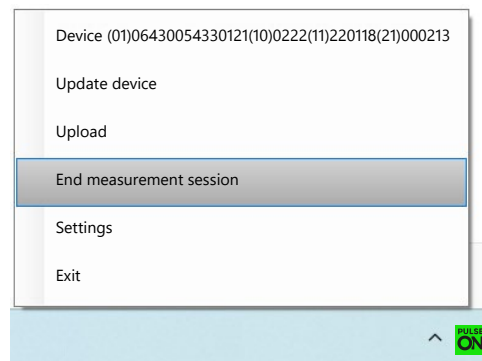 Device (01)06430054330121(10)0222(11)220118(21)000213
Update device
Upload
End measurement session
Settings
Exit
PULSE
ON